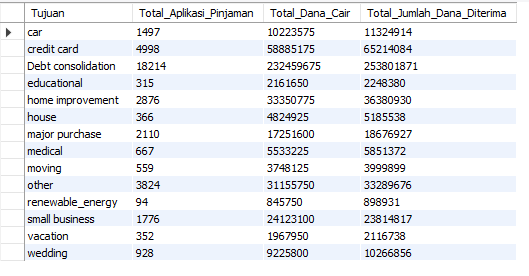 Tujuan Total_Aplikasi_Pinjaman Total_Dana_Cair Total_Jumlah_Dana_Diterima
car 1497 10223575 11324914
credit card 4998 58885175 65214084
Debt consolidation 18214 232459675 253801871
educational 315 2161650 2248380
home improvement 2876 33350775 36380930
house 366 4824925 5185538
major purchase 2110 17251600 18676927
medical 667 5533225 5851372
moving 559 3748125 3999899
other 3824 31155750 33289676
renewable_energy 94 845750 898931
small business 1776 24123100 23814817
vacation 352 1967950 2116738
wedding 928 9225800 10266856